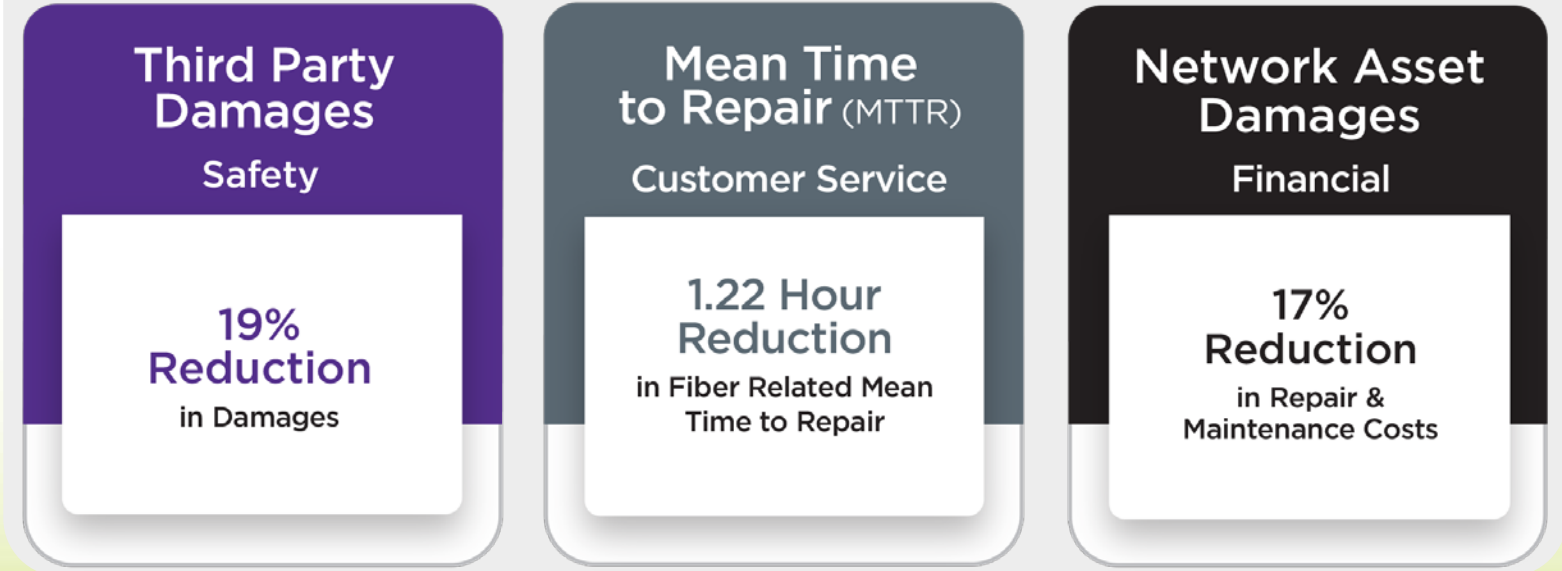 Third Party
Damages
Safety
19%
Reduction
in Damages
Mean Time
to Repair (MTTR)
Customer Service
1.22 Hour
Reduction
in Fiber Related Mean
Time to Repair
Network Asset
Damages
Financial
17%
Reduction
in Repair &
Maintenance Costs